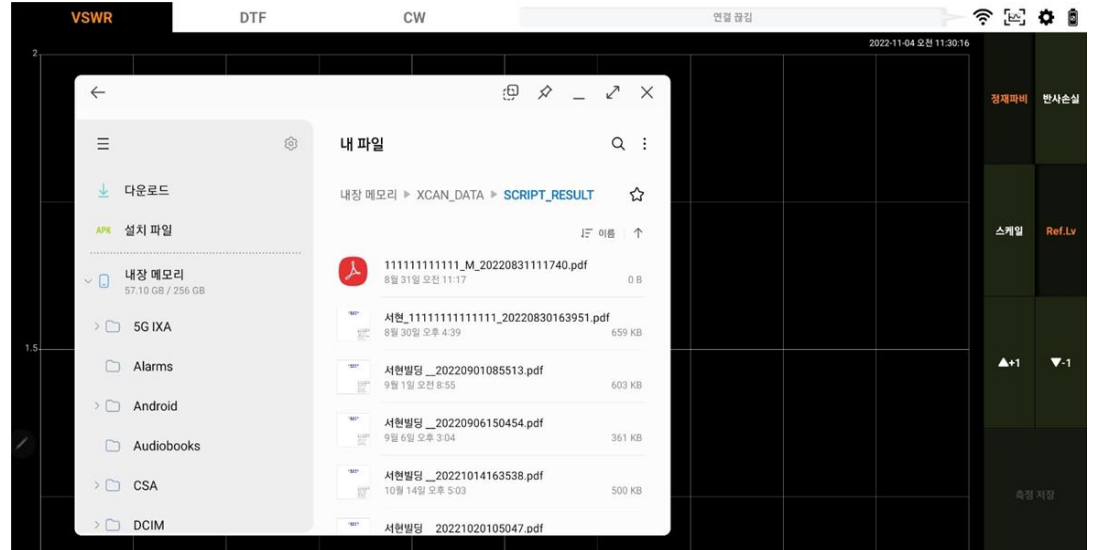 VSWR DTF CW 연결 끊김
2022-11-04 오전 11:30:16
2.
1.5
정재파비 반사손실
스케일 Ref.Lv
▲+1 ▼-1
측정 저장
다운로드
APK 설치 파일
내장 메모리
57.10 GB / 256 GB
5G IXA
Alarms
Android
Audiobooks
CSA
DCIM
내 파일
내장 메모리 ▶ XCAN_DATA ▶ SCRIPT_RESULT
이름
111111111111_M_20220831111740.pdf
8월 31일 오전 11:17 0 B
서현_11111111111111_20220830163951.pdf
8월 30일 오후 4:39 659 KB
서현빌딩 __20220901085513.pdf
9월 1일 오전 8:55 603 KB
서현빌딩 __20220906150454.pdf
9월 6일 오후 3:04 361 KB
서현빌딩 __20221014163538.pdf
10월 14일 오후 5:03 500 KB
서현빌딩 __20221020105047.pdf